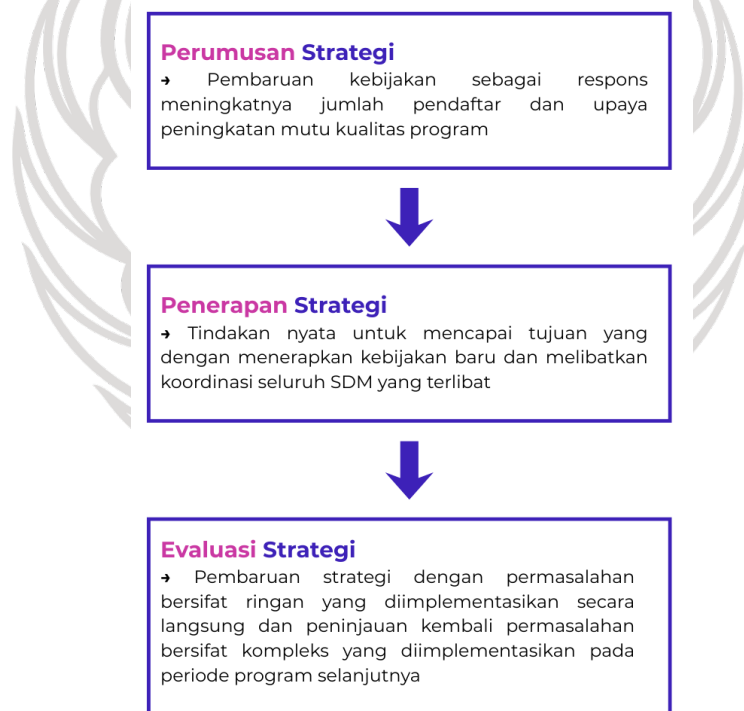 Perumusan Strategi
→ Pembaruan kebijakan sebagai respons
meningkatnya jumlah pendaftar dan upaya
peningkatan mutu kualitas program
Penerapan Strategi
→ Tindakan nyata untuk mencapai tujuan yang
dengan menerapkan kebijakan baru dan melibatkan
koordinasi seluruh SDM yang terlibat
Evaluasi Strategi
→ Pembaruan strategi dengan permasalahan
bersifat ringan yang diimplementasikan secara
langsung dan peninjauan kembali permasalahan
bersifat kompleks yang diimplementasikan pada
periode program selanjutnya